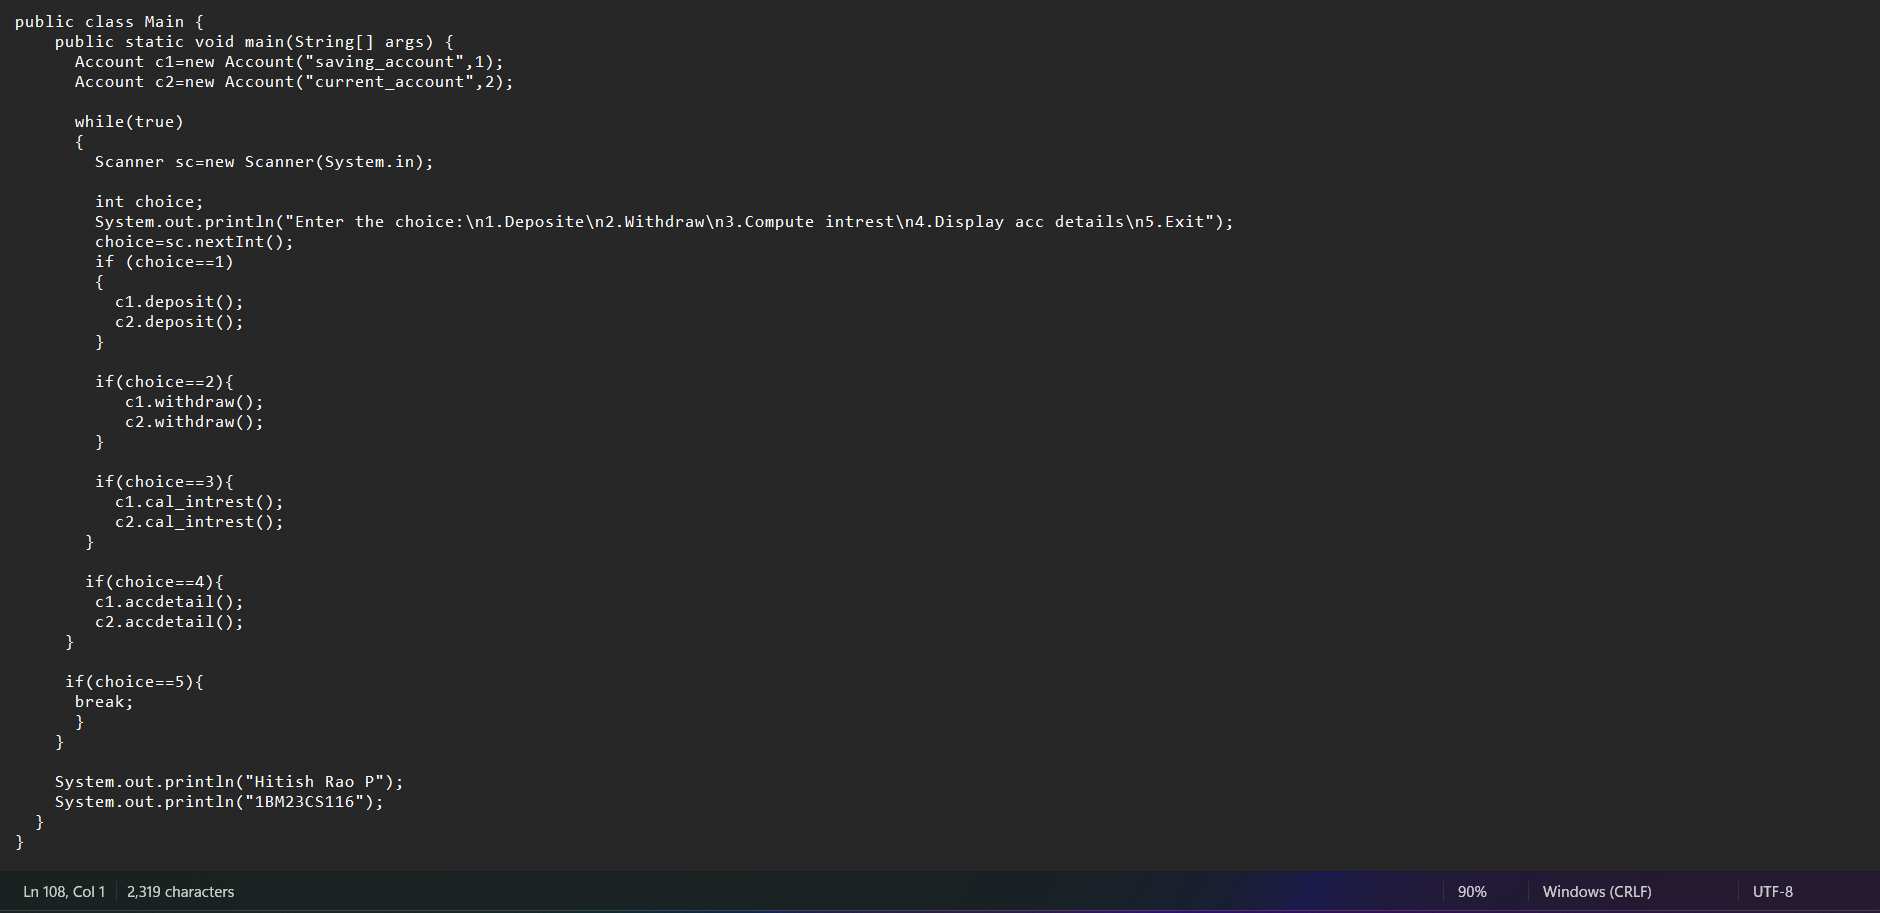 public class Main {
    public static void main(String[] args) {
      Account c1=new Account("saving_account",1);
      Account c2=new Account("current_account",2);

      while(true)
      {
        Scanner sc=new Scanner(System.in);

        int choice;
        System.out.println("Enter the choice:\n1.Deposite\n2.Withdraw\n3.Compute intrest\n4.Display acc details\n5.Exit");
        choice=sc.nextInt();
        if (choice==1)
        {
          c1.deposit();
          c2.deposit();
        }

        if(choice==2){
           c1.withdraw();
           c2.withdraw();
        }

        if(choice==3){
          c1.cal_intrest();
          c2.cal_intrest();
       }

       if(choice==4){
        c1.accdetail();
        c2.accdetail();
     }

     if(choice==5){
      break;
      }
    }

    System.out.println("Hitish Rao P");
    System.out.println("1BM23CS116");
  }
}
Ln 108, Col 1 2,319 characters 90% Windows (CRLF) UTF-8